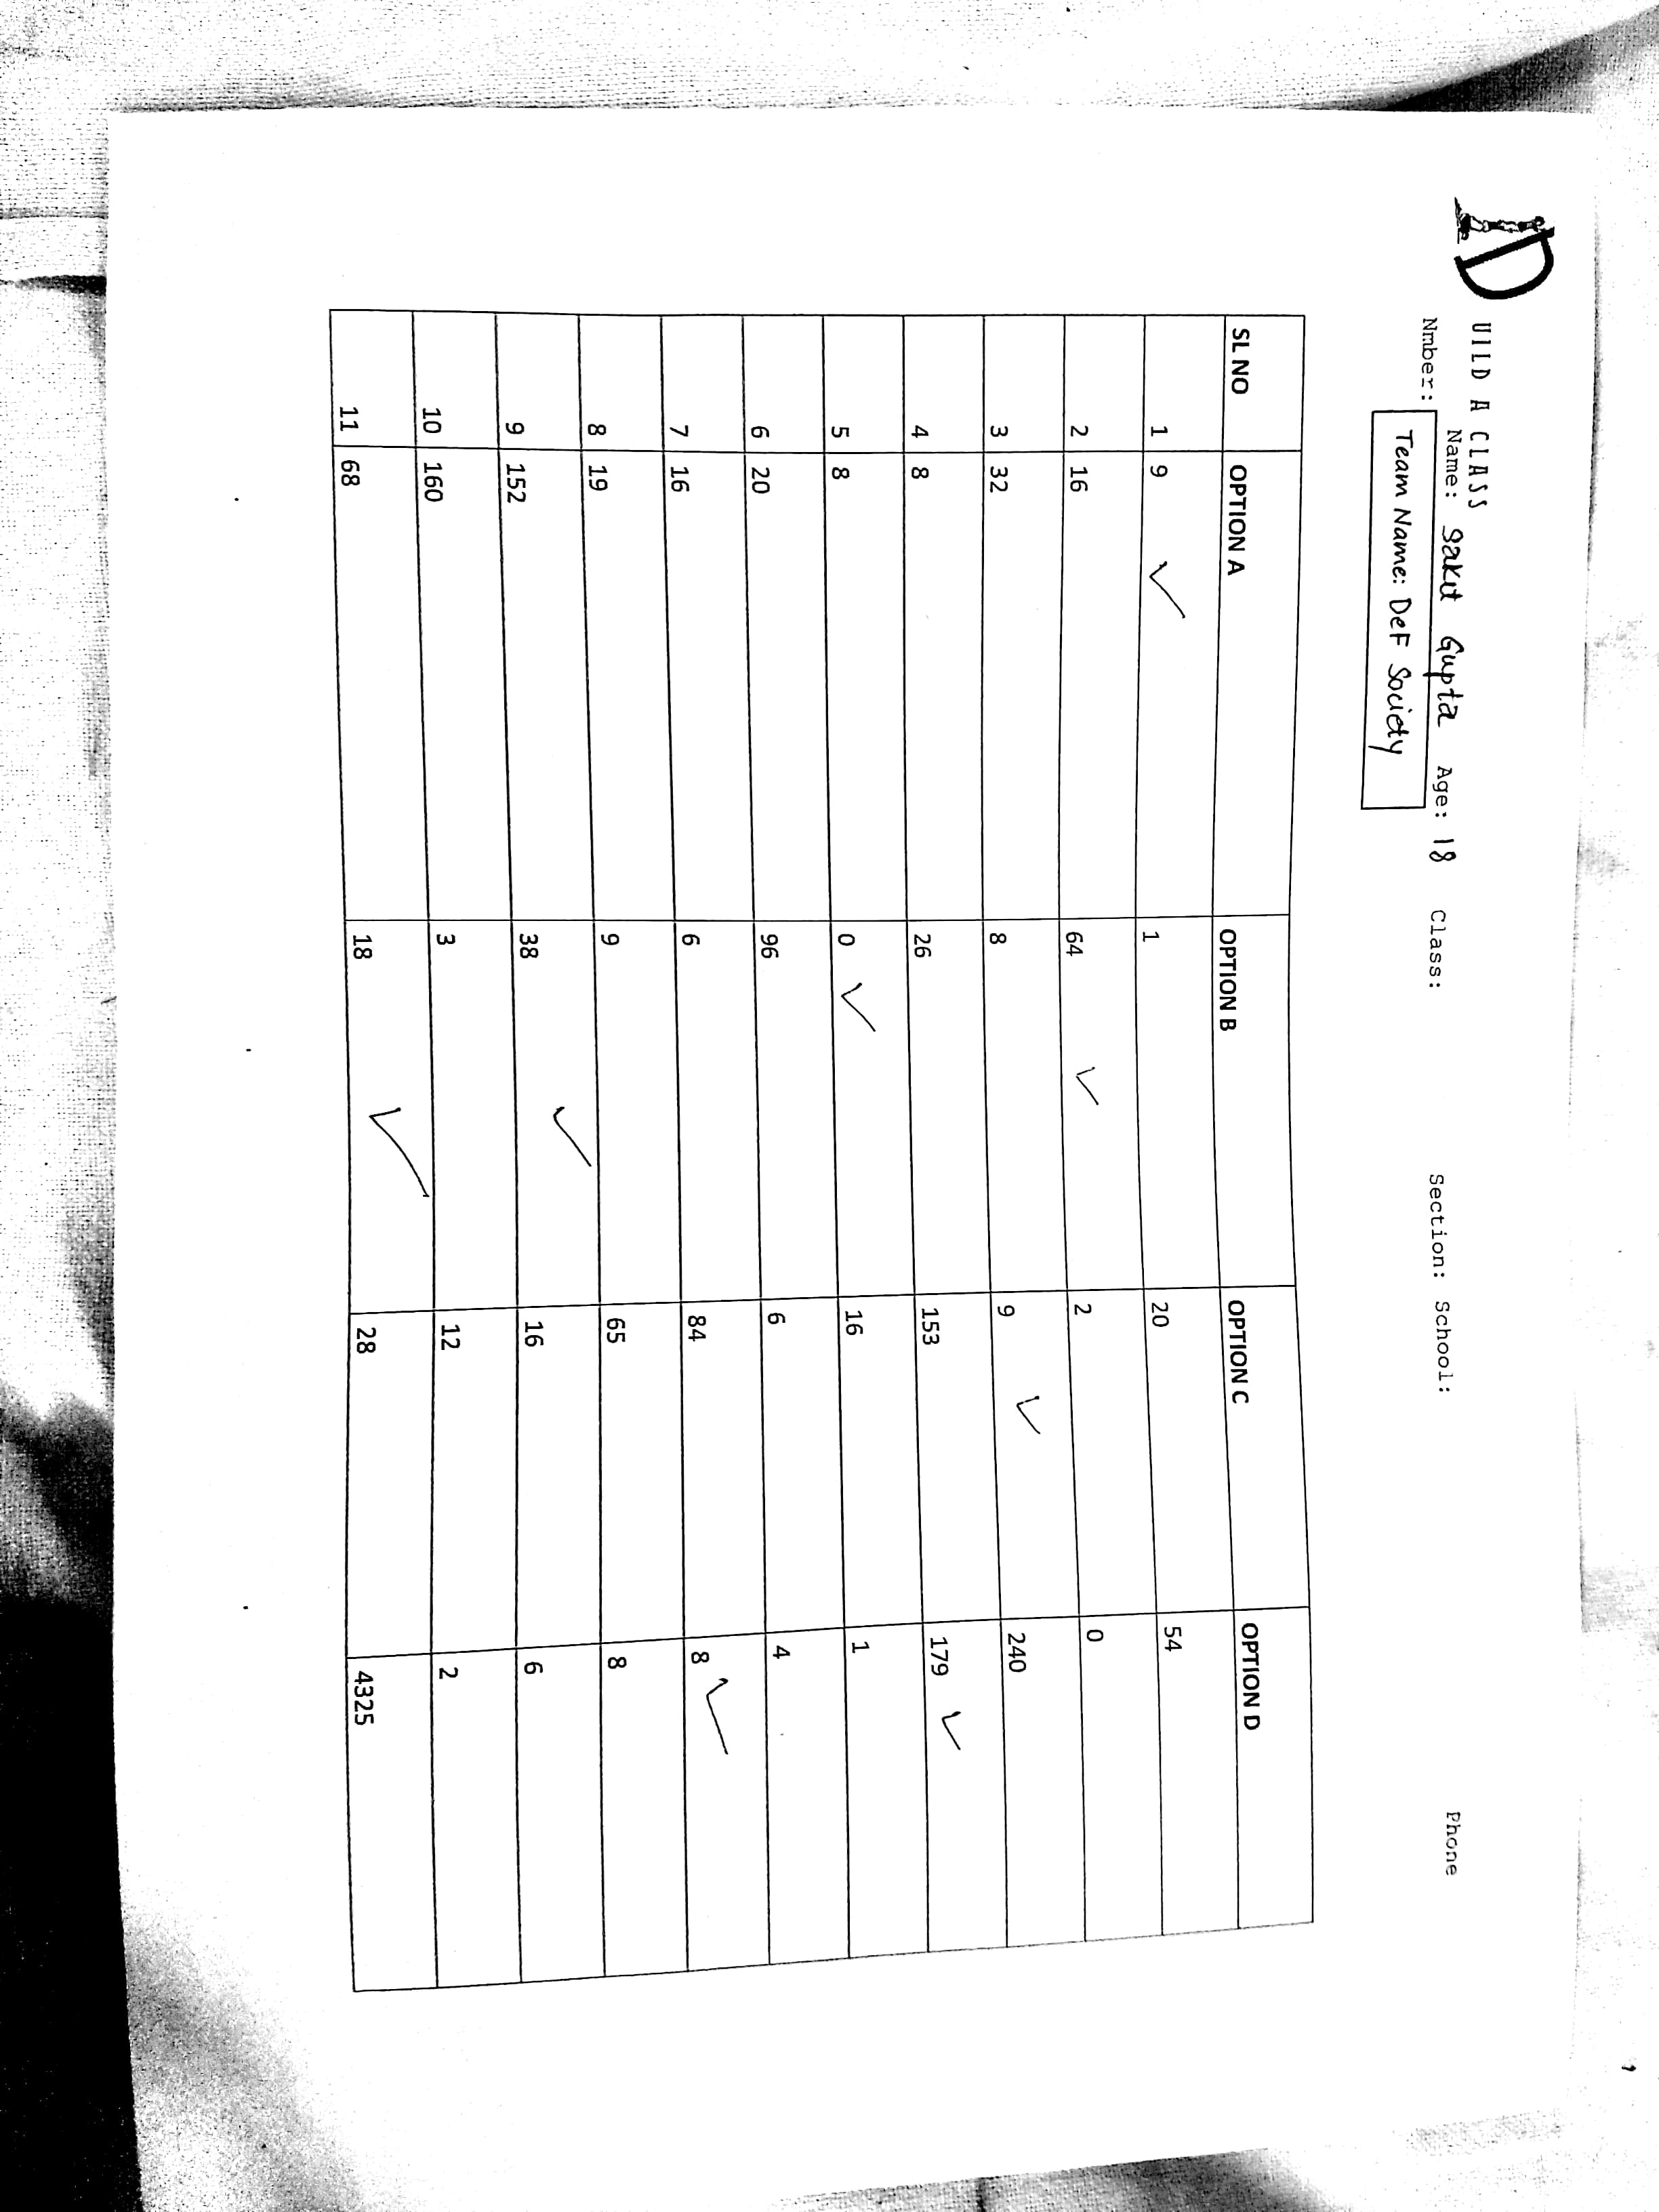 D UILD A CLASS
Name: Sakit Gupta Age: 18 Class: Section: School: Phone
Nmber:
Team Name: DeF Society
SL NO OPTION A OPTION B OPTION C OPTION D
1 9 ✓ 1 20 54
2 16 64 ✓ 2 0
3 32 8 9 ✓ 240
4 8 26 153 179 ✓
5 8 0 ✓ 16 1
6 20 96 6 4
7 16 6 84 8 ✓
8 19 9 65 8
9 152 38 ✓ 16 6
10 160 3 12 2
11 68 18 ✓ 28 4325